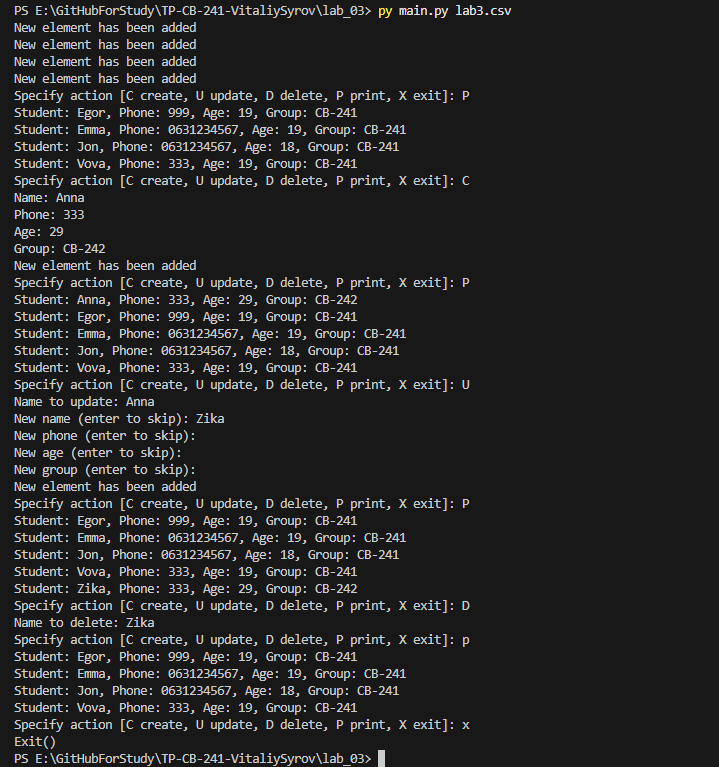 PS E:\GitHubForStudy\TP-CB-241-VitaliySyrov\lab_03> py main.py lab3.csv
New element has been added
New element has been added
New element has been added
New element has been added
Specify action [C create, U update, D delete, P print, X exit]: P
Student: Egor, Phone: 999, Age: 19, Group: CB-241
Student: Emma, Phone: 0631234567, Age: 19, Group: CB-241
Student: Jon, Phone: 0631234567, Age: 18, Group: CB-241
Student: Vova, Phone: 333, Age: 19, Group: CB-241
Specify action [C create, U update, D delete, P print, X exit]: C
Name: Anna
Phone: 333
Age: 29
Group: CB-242
New element has been added
Specify action [C create, U update, D delete, P print, X exit]: P
Student: Anna, Phone: 333, Age: 29, Group: CB-242
Student: Egor, Phone: 999, Age: 19, Group: CB-241
Student: Emma, Phone: 0631234567, Age: 19, Group: CB-241
Student: Jon, Phone: 0631234567, Age: 18, Group: CB-241
Student: Vova, Phone: 333, Age: 19, Group: CB-241
Specify action [C create, U update, D delete, P print, X exit]: U
Name to update: Anna
New name (enter to skip): Zika
New phone (enter to skip):
New age (enter to skip):
New group (enter to skip):
New element has been added
Specify action [C create, U update, D delete, P print, X exit]: P
Student: Egor, Phone: 999, Age: 19, Group: CB-241
Student: Emma, Phone: 0631234567, Age: 19, Group: CB-241
Student: Jon, Phone: 0631234567, Age: 18, Group: CB-241
Student: Vova, Phone: 333, Age: 19, Group: CB-241
Student: Zika, Phone: 333, Age: 29, Group: CB-242
Specify action [C create, U update, D delete, P print, X exit]: D
Name to delete: Zika
Specify action [C create, U update, D delete, P print, X exit]: p
Student: Egor, Phone: 999, Age: 19, Group: CB-241
Student: Emma, Phone: 0631234567, Age: 19, Group: CB-241
Student: Jon, Phone: 0631234567, Age: 18, Group: CB-241
Student: Vova, Phone: 333, Age: 19, Group: CB-241
Specify action [C create, U update, D delete, P print, X exit]: x
Exit()
PS E:\GitHubForStudy\TP-CB-241-VitaliySyrov\lab_03>